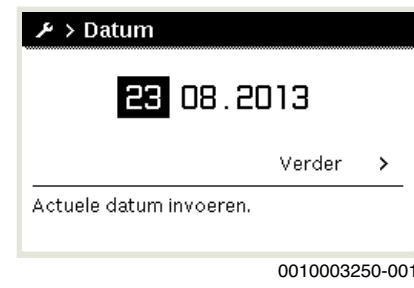 > Datum
23 08.2013
Verder >
Actuele datum invoeren.
0010003250-001